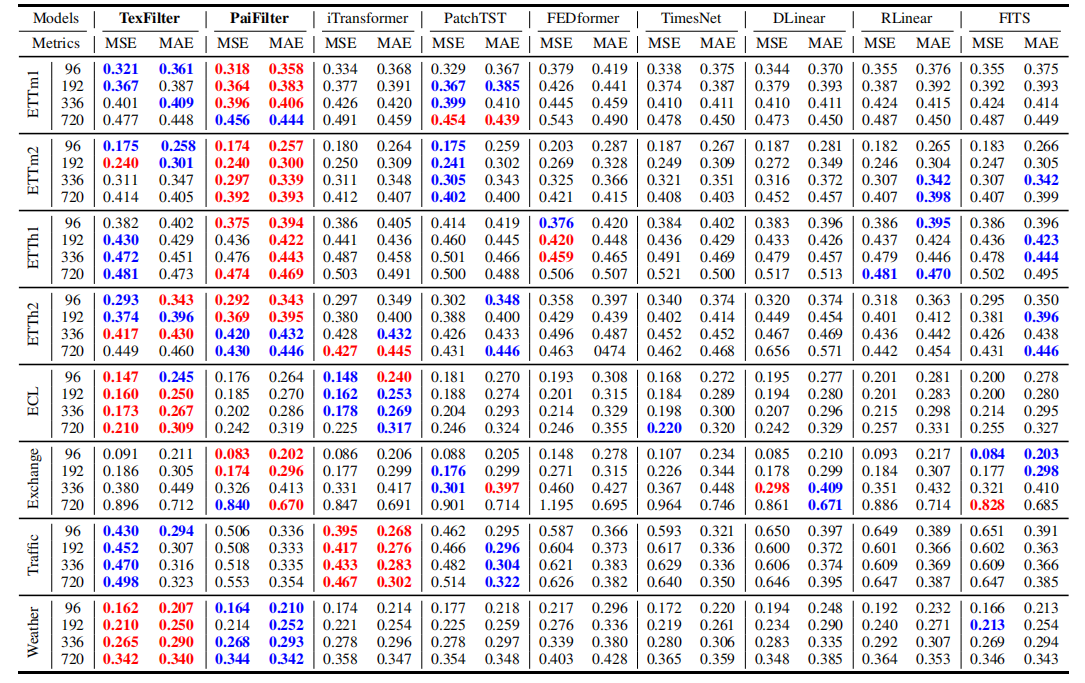 Models TexFilter PaiFilter iTransformer PatchTST FEDformer TimesNet DLinear RLinear FITS
Metrics MSE MAE MSE MAE MSE MAE MSE MAE MSE MAE MSE MAE MSE MAE MSE MAE MSE MAE
ETTm1
96 0.321 0.361 0.318 0.358 0.334 0.368 0.329 0.367 0.379 0.419 0.338 0.375 0.344 0.370 0.355 0.376 0.355 0.375
192 0.367 0.387 0.364 0.383 0.377 0.391 0.367 0.385 0.426 0.441 0.374 0.387 0.379 0.393 0.387 0.392 0.392 0.393
336 0.401 0.409 0.396 0.406 0.426 0.420 0.399 0.410 0.445 0.459 0.410 0.411 0.410 0.411 0.424 0.415 0.424 0.414
720 0.477 0.448 0.456 0.444 0.491 0.459 0.454 0.439 0.543 0.490 0.478 0.450 0.473 0.450 0.487 0.450 0.487 0.449
ETTm2
96 0.175 0.258 0.174 0.257 0.180 0.264 0.175 0.259 0.203 0.287 0.187 0.267 0.187 0.281 0.182 0.265 0.183 0.266
192 0.240 0.301 0.240 0.300 0.250 0.309 0.241 0.302 0.269 0.328 0.249 0.309 0.272 0.349 0.246 0.304 0.247 0.305
336 0.311 0.347 0.297 0.339 0.311 0.348 0.305 0.343 0.325 0.366 0.321 0.351 0.316 0.372 0.307 0.342 0.307 0.342
720 0.414 0.405 0.392 0.393 0.412 0.407 0.402 0.400 0.421 0.415 0.408 0.403 0.452 0.457 0.407 0.398 0.407 0.399
ETTh1
96 0.382 0.402 0.375 0.394 0.386 0.405 0.414 0.419 0.376 0.420 0.384 0.402 0.383 0.396 0.386 0.395 0.386 0.396
192 0.430 0.429 0.436 0.422 0.441 0.436 0.460 0.445 0.420 0.448 0.436 0.429 0.433 0.426 0.437 0.424 0.436 0.423
336 0.472 0.451 0.476 0.443 0.487 0.458 0.501 0.466 0.459 0.465 0.491 0.469 0.479 0.457 0.479 0.446 0.478 0.444
720 0.481 0.473 0.474 0.469 0.503 0.491 0.500 0.488 0.506 0.507 0.521 0.500 0.517 0.513 0.481 0.470 0.502 0.495
ETTh2
96 0.293 0.343 0.292 0.343 0.297 0.349 0.302 0.348 0.358 0.397 0.340 0.374 0.320 0.374 0.318 0.363 0.295 0.350
192 0.374 0.396 0.369 0.395 0.380 0.400 0.388 0.400 0.429 0.439 0.402 0.414 0.449 0.454 0.401 0.412 0.381 0.396
336 0.417 0.430 0.420 0.432 0.428 0.432 0.426 0.433 0.496 0.487 0.452 0.452 0.467 0.469 0.436 0.442 0.426 0.438
720 0.449 0.460 0.430 0.446 0.427 0.445 0.431 0.446 0.463 0474 0.462 0.468 0.656 0.571 0.442 0.454 0.431 0.446
ECL
96 0.147 0.245 0.176 0.264 0.148 0.240 0.181 0.270 0.193 0.308 0.168 0.272 0.195 0.277 0.201 0.281 0.200 0.278
192 0.160 0.250 0.185 0.270 0.162 0.253 0.188 0.274 0.201 0.315 0.184 0.289 0.194 0.280 0.201 0.283 0.200 0.280
336 0.173 0.267 0.202 0.286 0.178 0.269 0.204 0.293 0.214 0.329 0.198 0.300 0.207 0.296 0.215 0.298 0.214 0.295
720 0.210 0.309 0.242 0.319 0.225 0.317 0.246 0.324 0.246 0.355 0.220 0.320 0.242 0.329 0.257 0.331 0.255 0.327
Exchange
96 0.091 0.211 0.083 0.202 0.086 0.206 0.088 0.205 0.148 0.278 0.107 0.234 0.085 0.210 0.093 0.217 0.084 0.203
192 0.186 0.305 0.174 0.296 0.177 0.299 0.176 0.299 0.271 0.315 0.226 0.344 0.178 0.299 0.184 0.307 0.177 0.298
336 0.380 0.449 0.326 0.413 0.331 0.417 0.301 0.397 0.460 0.427 0.367 0.448 0.298 0.409 0.351 0.432 0.321 0.410
720 0.896 0.712 0.840 0.670 0.847 0.691 0.901 0.714 1.195 0.695 0.964 0.746 0.861 0.671 0.886 0.714 0.828 0.685
Traffic
96 0.430 0.294 0.506 0.336 0.395 0.268 0.462 0.295 0.587 0.366 0.593 0.321 0.650 0.397 0.649 0.389 0.651 0.391
192 0.452 0.307 0.508 0.333 0.417 0.276 0.466 0.296 0.604 0.373 0.617 0.336 0.600 0.372 0.601 0.366 0.602 0.363
336 0.470 0.316 0.518 0.335 0.433 0.283 0.482 0.304 0.621 0.383 0.629 0.336 0.606 0.374 0.609 0.369 0.609 0.366
720 0.498 0.323 0.553 0.354 0.467 0.302 0.514 0.322 0.626 0.382 0.640 0.350 0.646 0.395 0.647 0.387 0.647 0.385
Weather
96 0.162 0.207 0.164 0.210 0.174 0.214 0.177 0.218 0.217 0.296 0.172 0.220 0.194 0.248 0.192 0.232 0.166 0.213
192 0.210 0.250 0.214 0.252 0.221 0.254 0.225 0.259 0.276 0.336 0.219 0.261 0.234 0.290 0.240 0.271 0.213 0.254
336 0.265 0.290 0.268 0.293 0.278 0.296 0.278 0.297 0.339 0.380 0.280 0.306 0.283 0.335 0.292 0.307 0.269 0.294
720 0.342 0.340 0.344 0.342 0.358 0.347 0.354 0.348 0.403 0.428 0.365 0.359 0.348 0.385 0.364 0.353 0.346 0.343